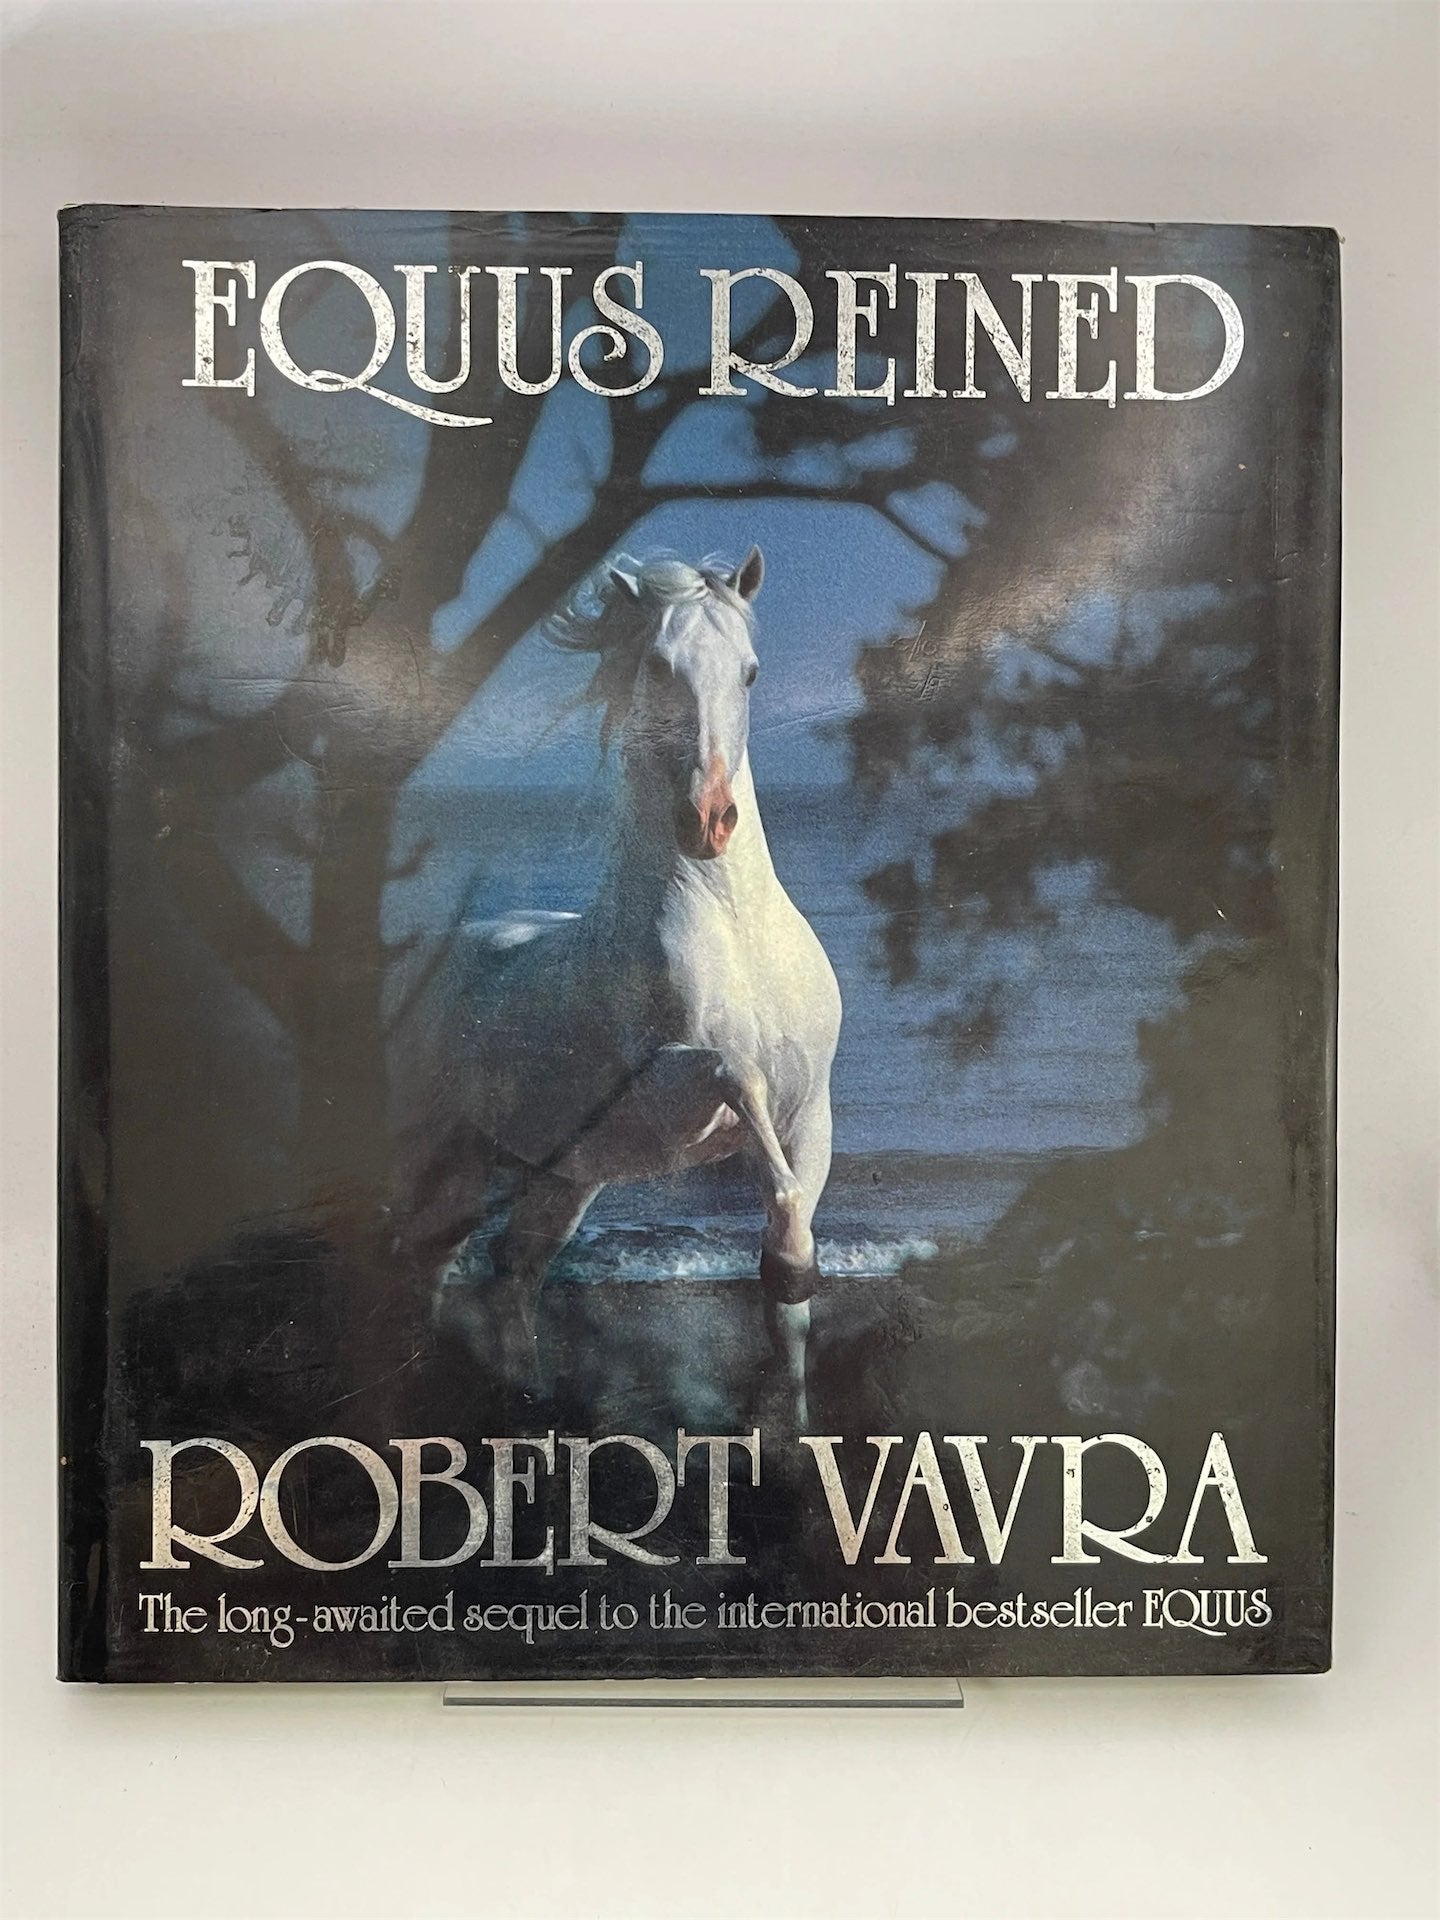 EQUUS REINED
ROBERT VAVRA
The long-awaited sequel to the international bestseller EQUUS